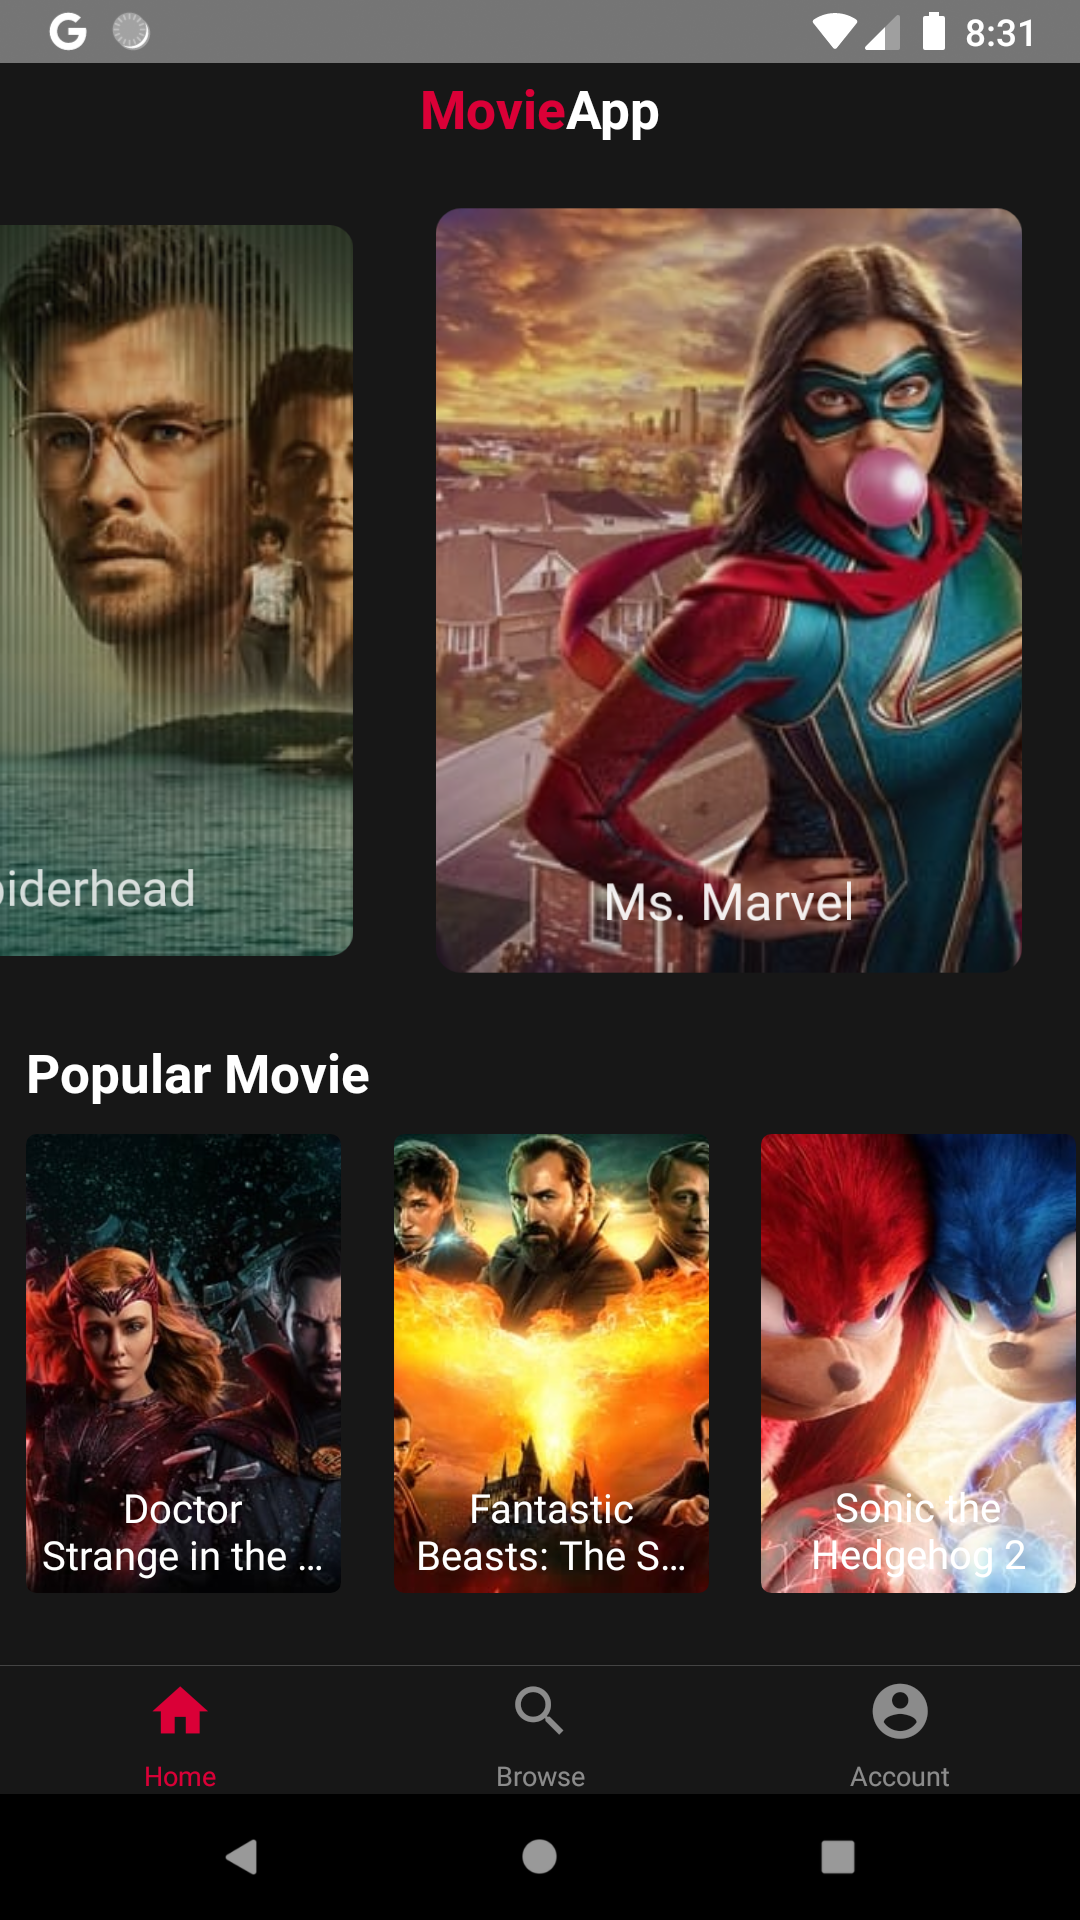 G
8:31
MovieApp
piderhead
Ms. Marvel
Popular Movie
Doctor
Strange in the ...
Fantastic
Beasts: The S...
Sonic the
Hedgehog 2
Home
Browse
Account